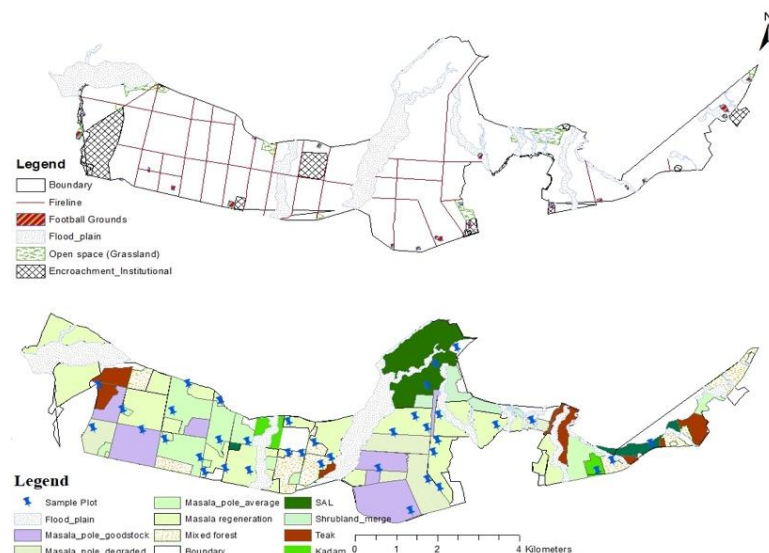 N
Legend
Boundary
Fireline
Football Grounds
Flood_plain
Open space (Grassland)
Encroachment_Institutional
Legend
Sample Plot
Flood_plain
Masala_pole_goodstock
Masala_pole_degraded
Masala_pole_average
Masala regeneration
Mixed forest
Boundary
SAL
Shrubland_merge
Teak
Kadam
0 1 2 4
Kilometers